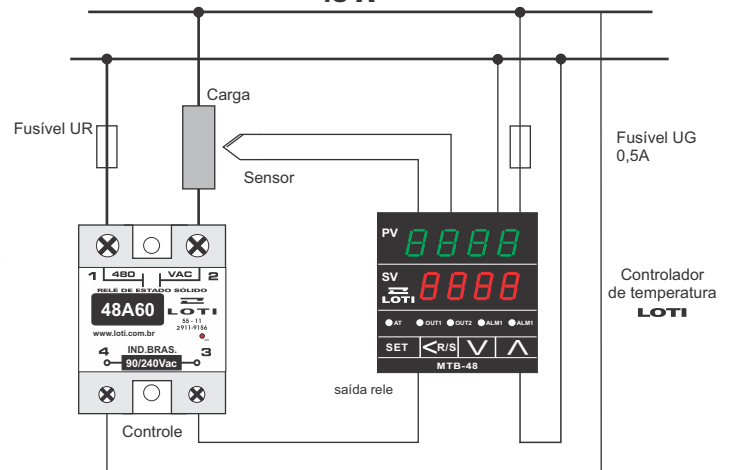 Carga
Fusível UR
Sensor
Fusível UG
0,5A
1 480 VAC 2
RELÉ DE ESTADO SÓLIDO
48A60
LOTI
55 - 11
2911-9156
www.loti.com.br
4 IND.BRAS. 3
90/240Vac
Controle
PV 8888
SV 8888
LOTI
AT OUT1 OUT2 ALM1 ALM1
SET <R/S
MTB-48
saída rele
Controlador
de temperatura
LOTI